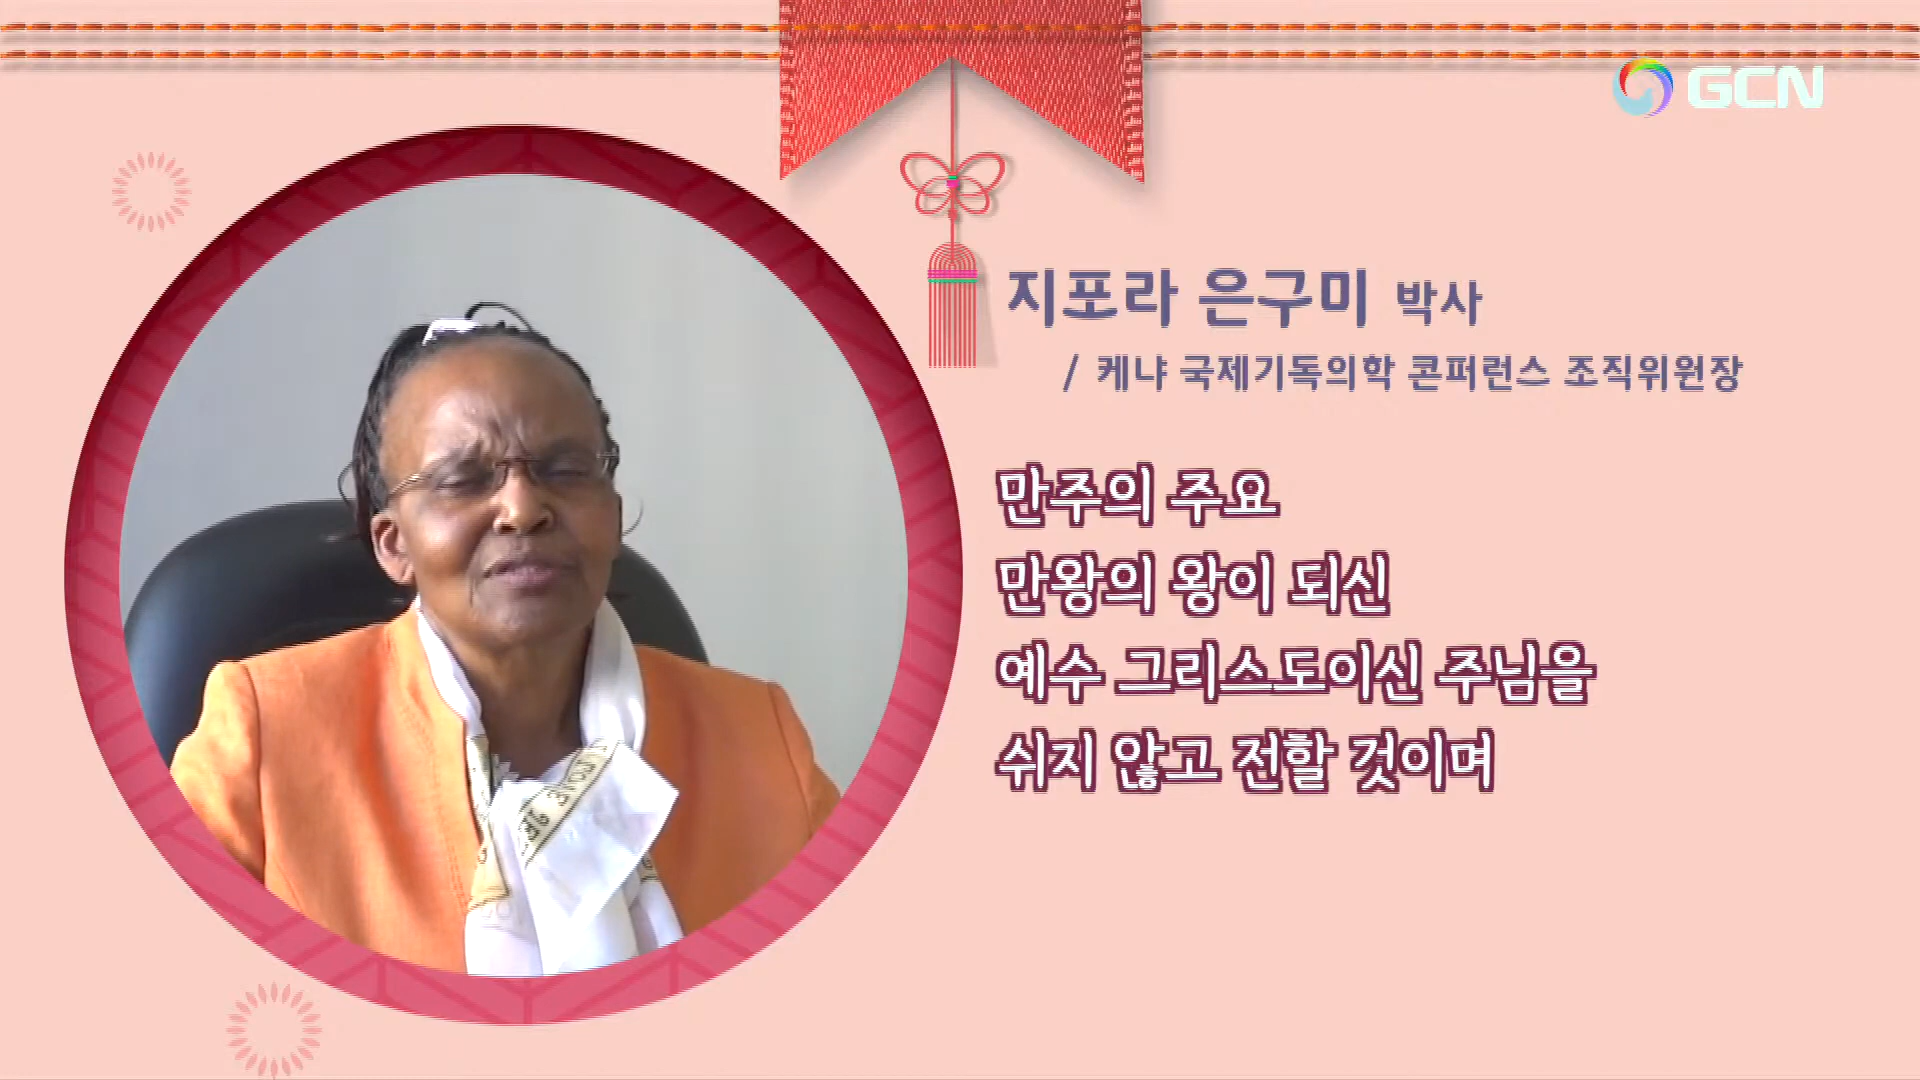 GCN
지포라 은구미 박사
/ 케냐 국제기독의학 콘퍼런스 조직위원장
만주의 주요
만왕의 왕이 되신
예수 그리스도이신 주님을
쉬지 않고 전할 것이며